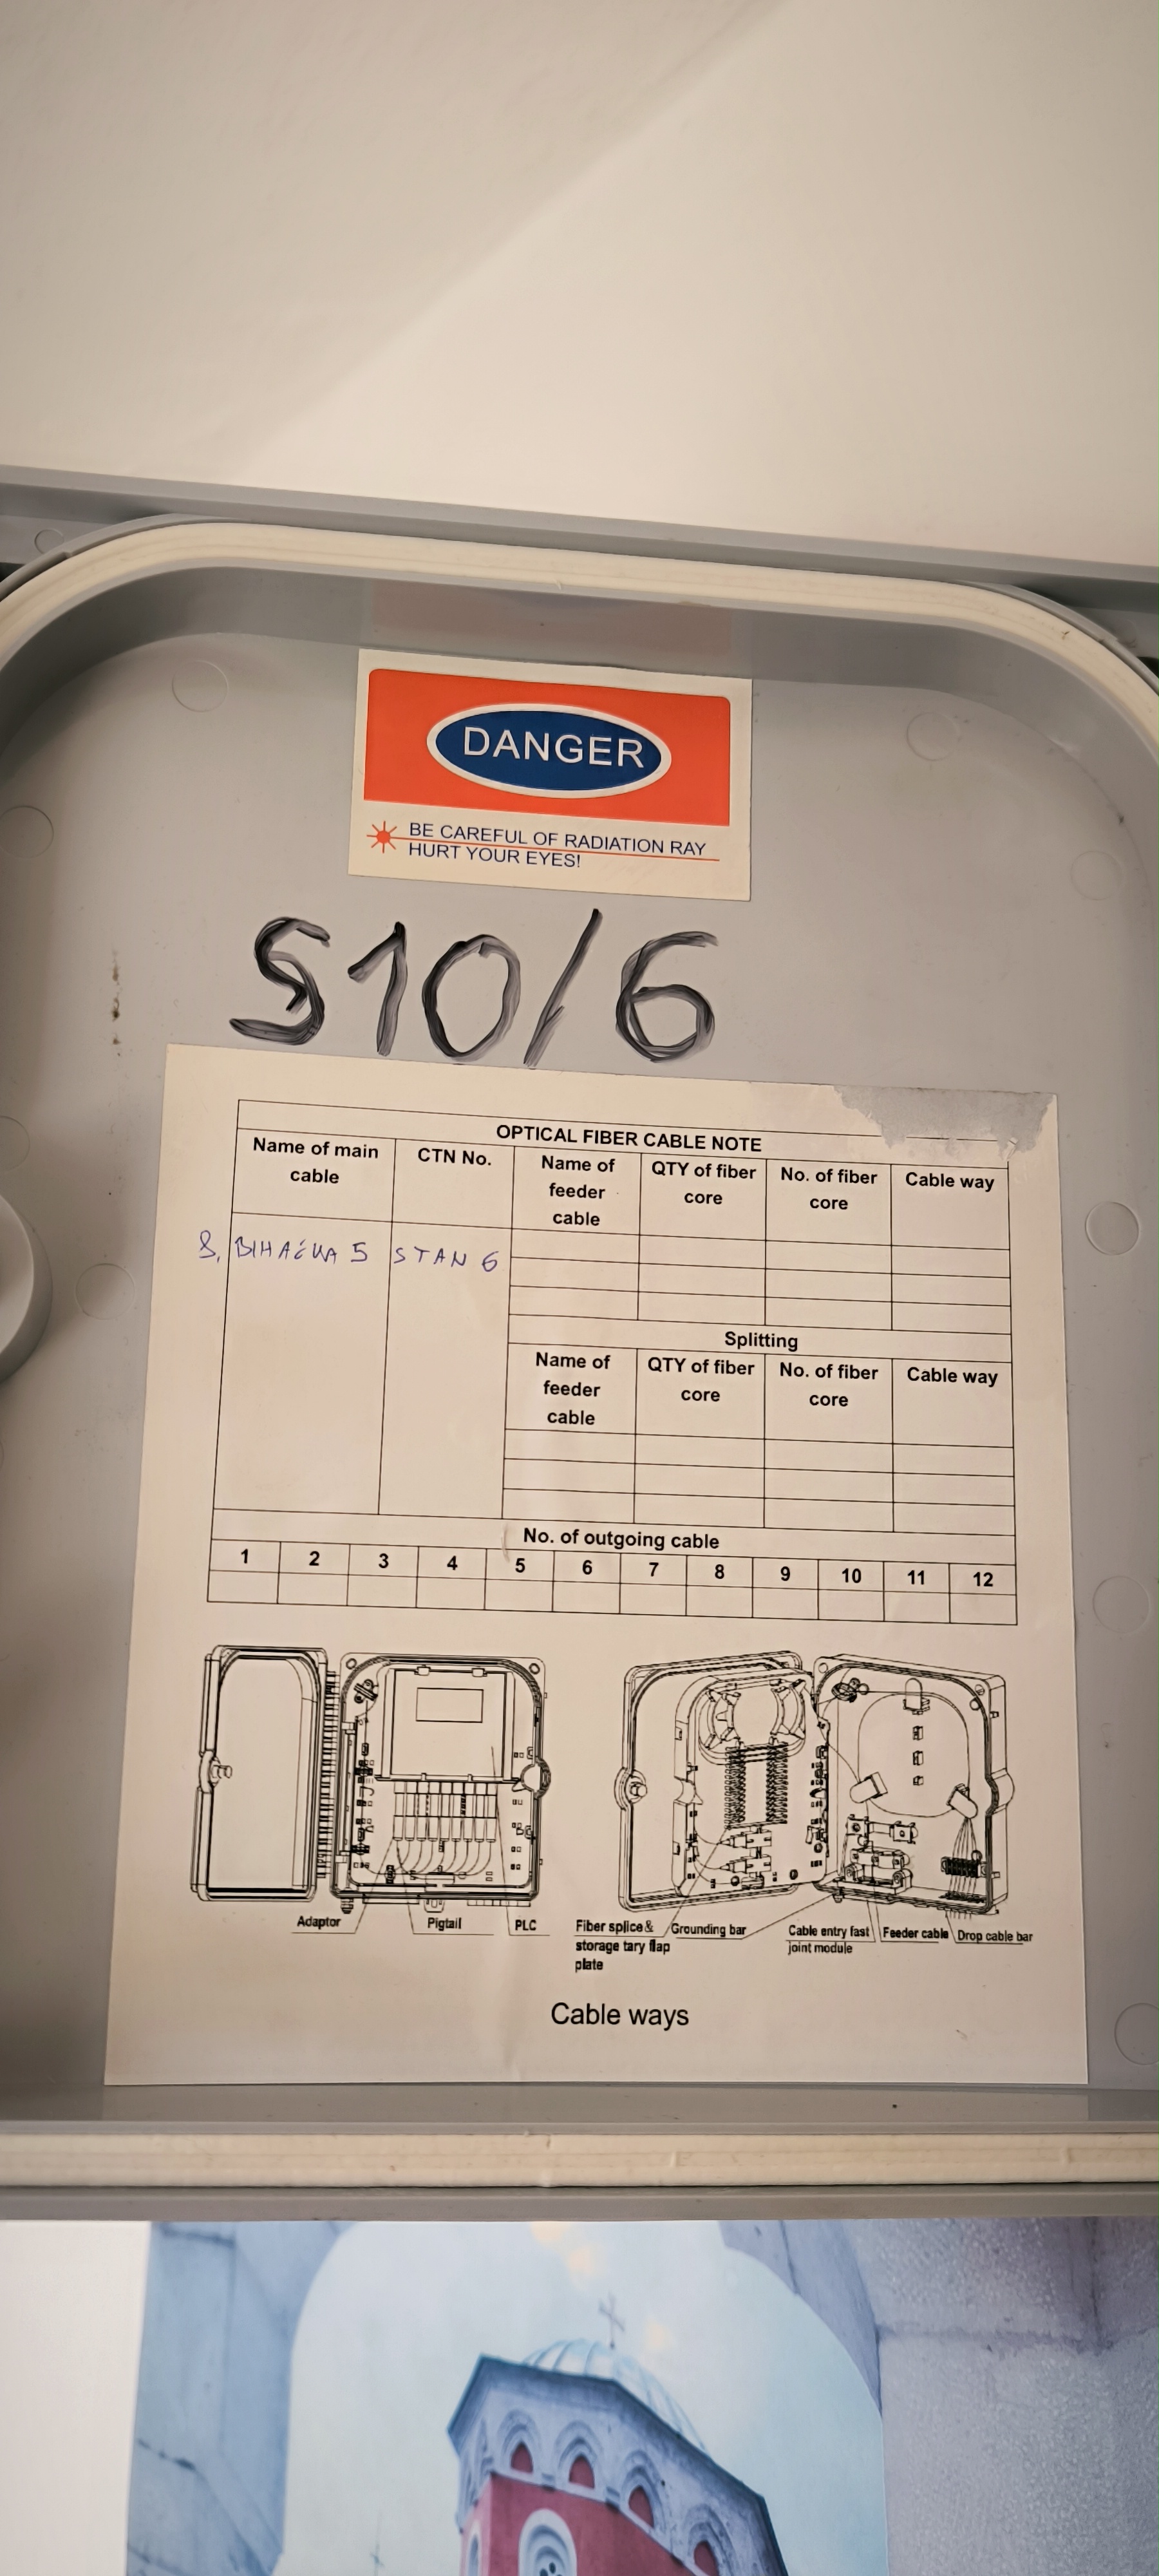 DANGER
BE CAREFUL OF RADIATION RAY
HURT YOUR EYES!
S10/6
OPTICAL FIBER CABLE NOTE
Name of main cable CTN No. Name of feeder cable QTY of fiber core No. of fiber core Cable way
8, BIHAĆKA 5 STAN 6
Splitting
Name of feeder cable QTY of fiber core No. of fiber core Cable way
No. of outgoing cable
1 2 3 4 5 6 7 8 9 10 11 12
Adaptor Pigtail PLC
Fiber splice & storage tary flap plate Grounding bar Cable entry fast joint module Feeder cable Drop cable bar
Cable ways